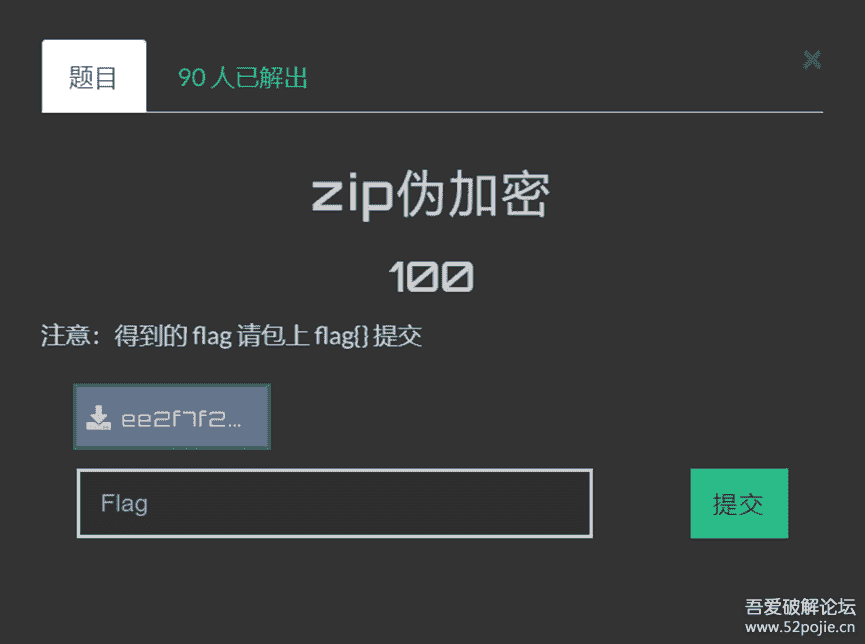 题目 90 人已解出
zip伪加密
100
注意：得到的 flag 请包上 flag{} 提交
ee2f7f2...
Flag 提交
吾爱破解论坛
www.52pojie.cn